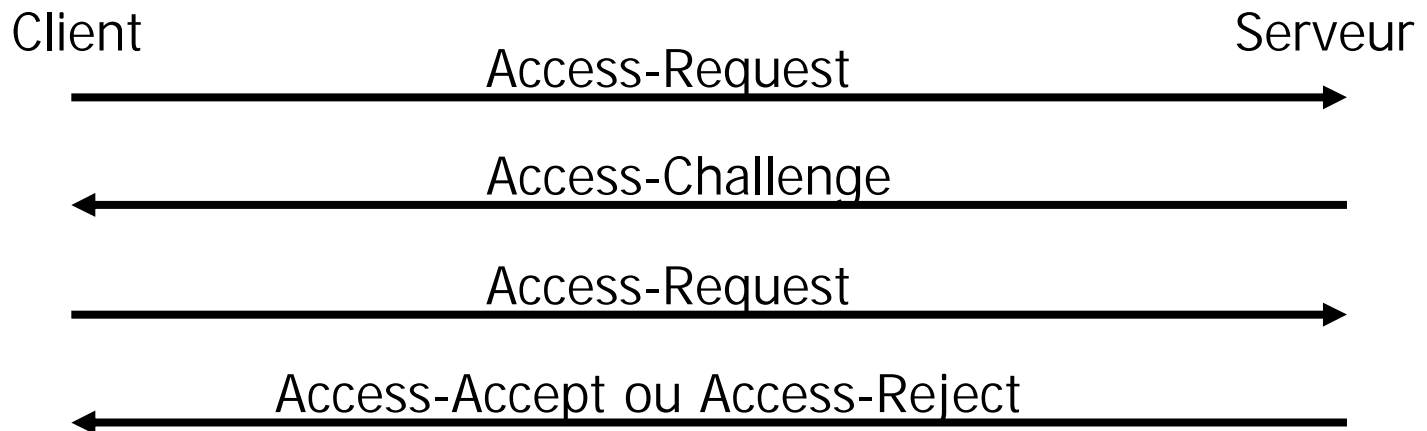 Client
Serveur
Access-Request
Access-Challenge
Access-Request
Access-Accept ou Access-Reject